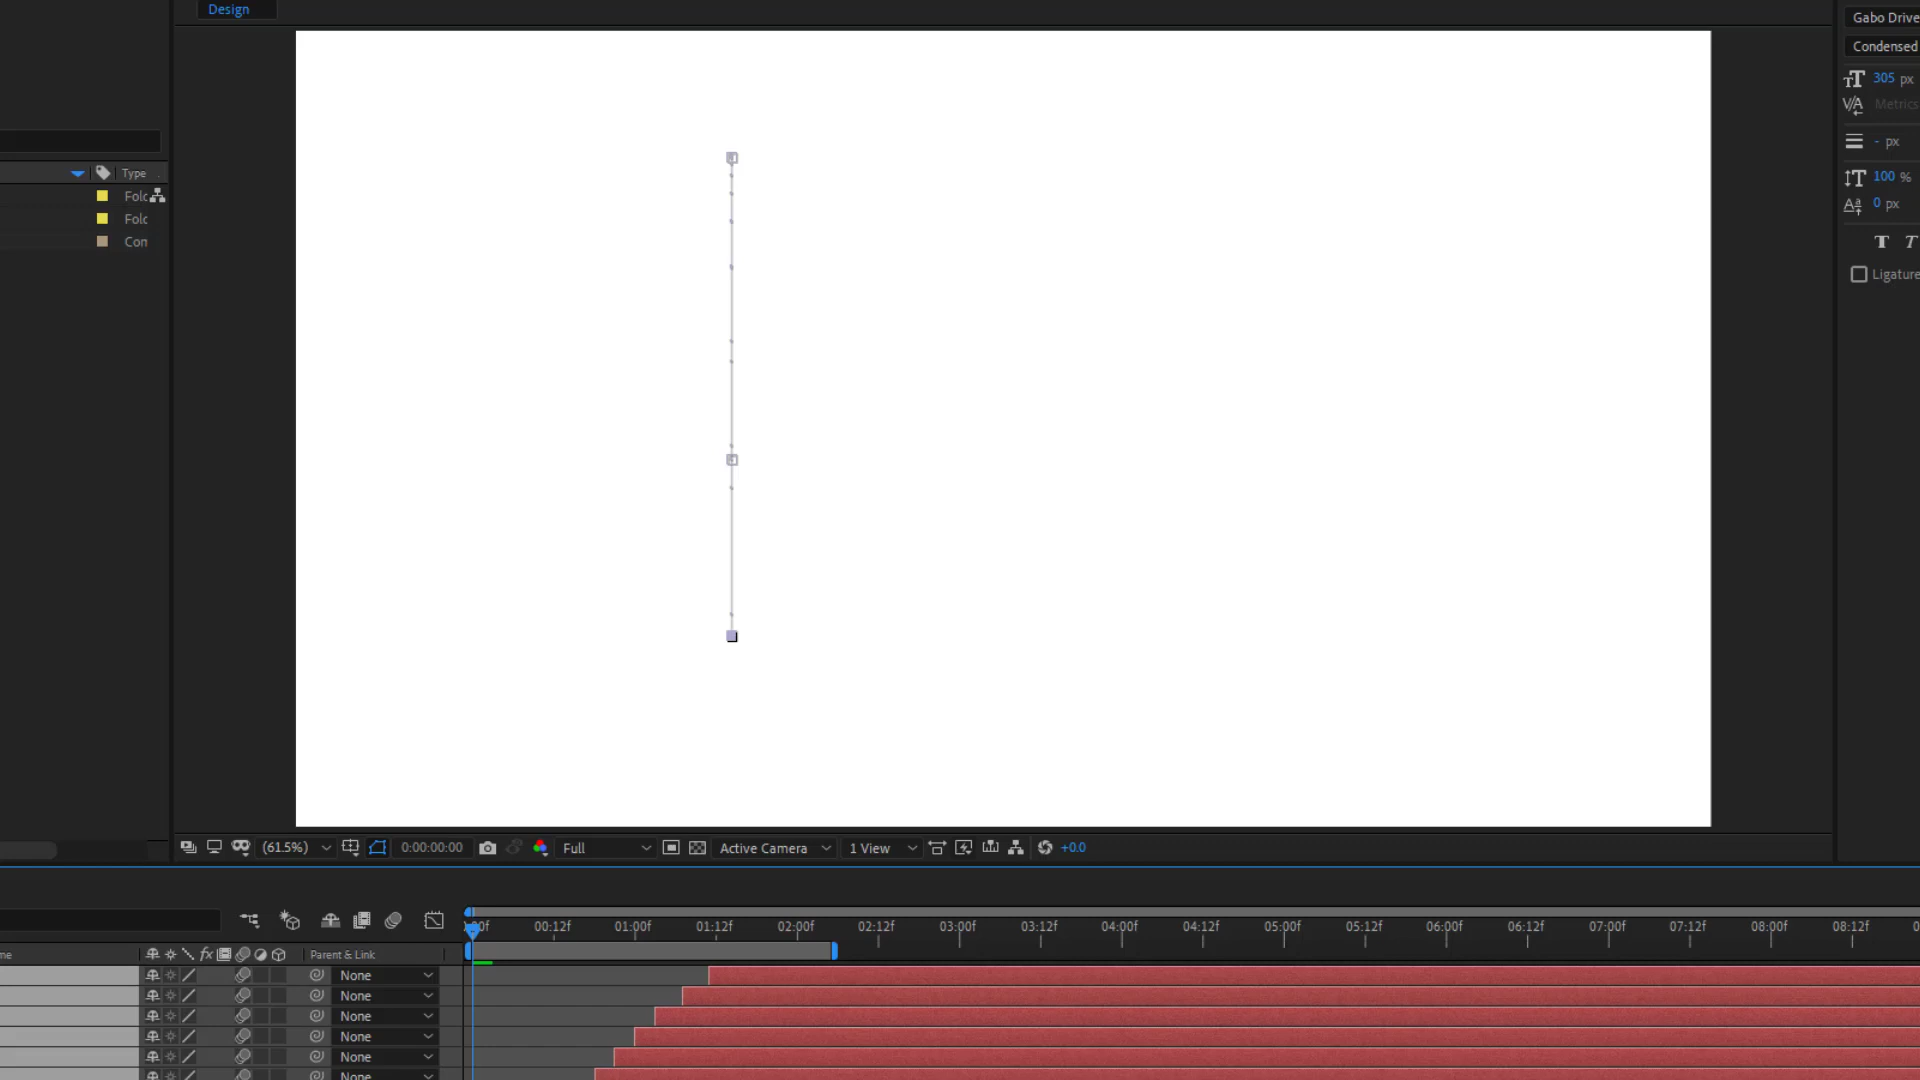 Design
Gabo Drive
Condensed
305 px
Metrics
- px
100 %
0 px
T T
Ligature
Type
Folc
Folc
Con
(61.5%)
0:00:00:00
Full
Active Camera
1 View
+0.0
00:12f 01:00f 01:12f 02:00f 02:12f 03:00f 03:12f 04:00f 04:12f 05:00f 05:12f 06:00f 06:12f 07:00f 07:12f 08:00f 08:12f
me
fx
Parent & Link
None
None
None
None
None
None